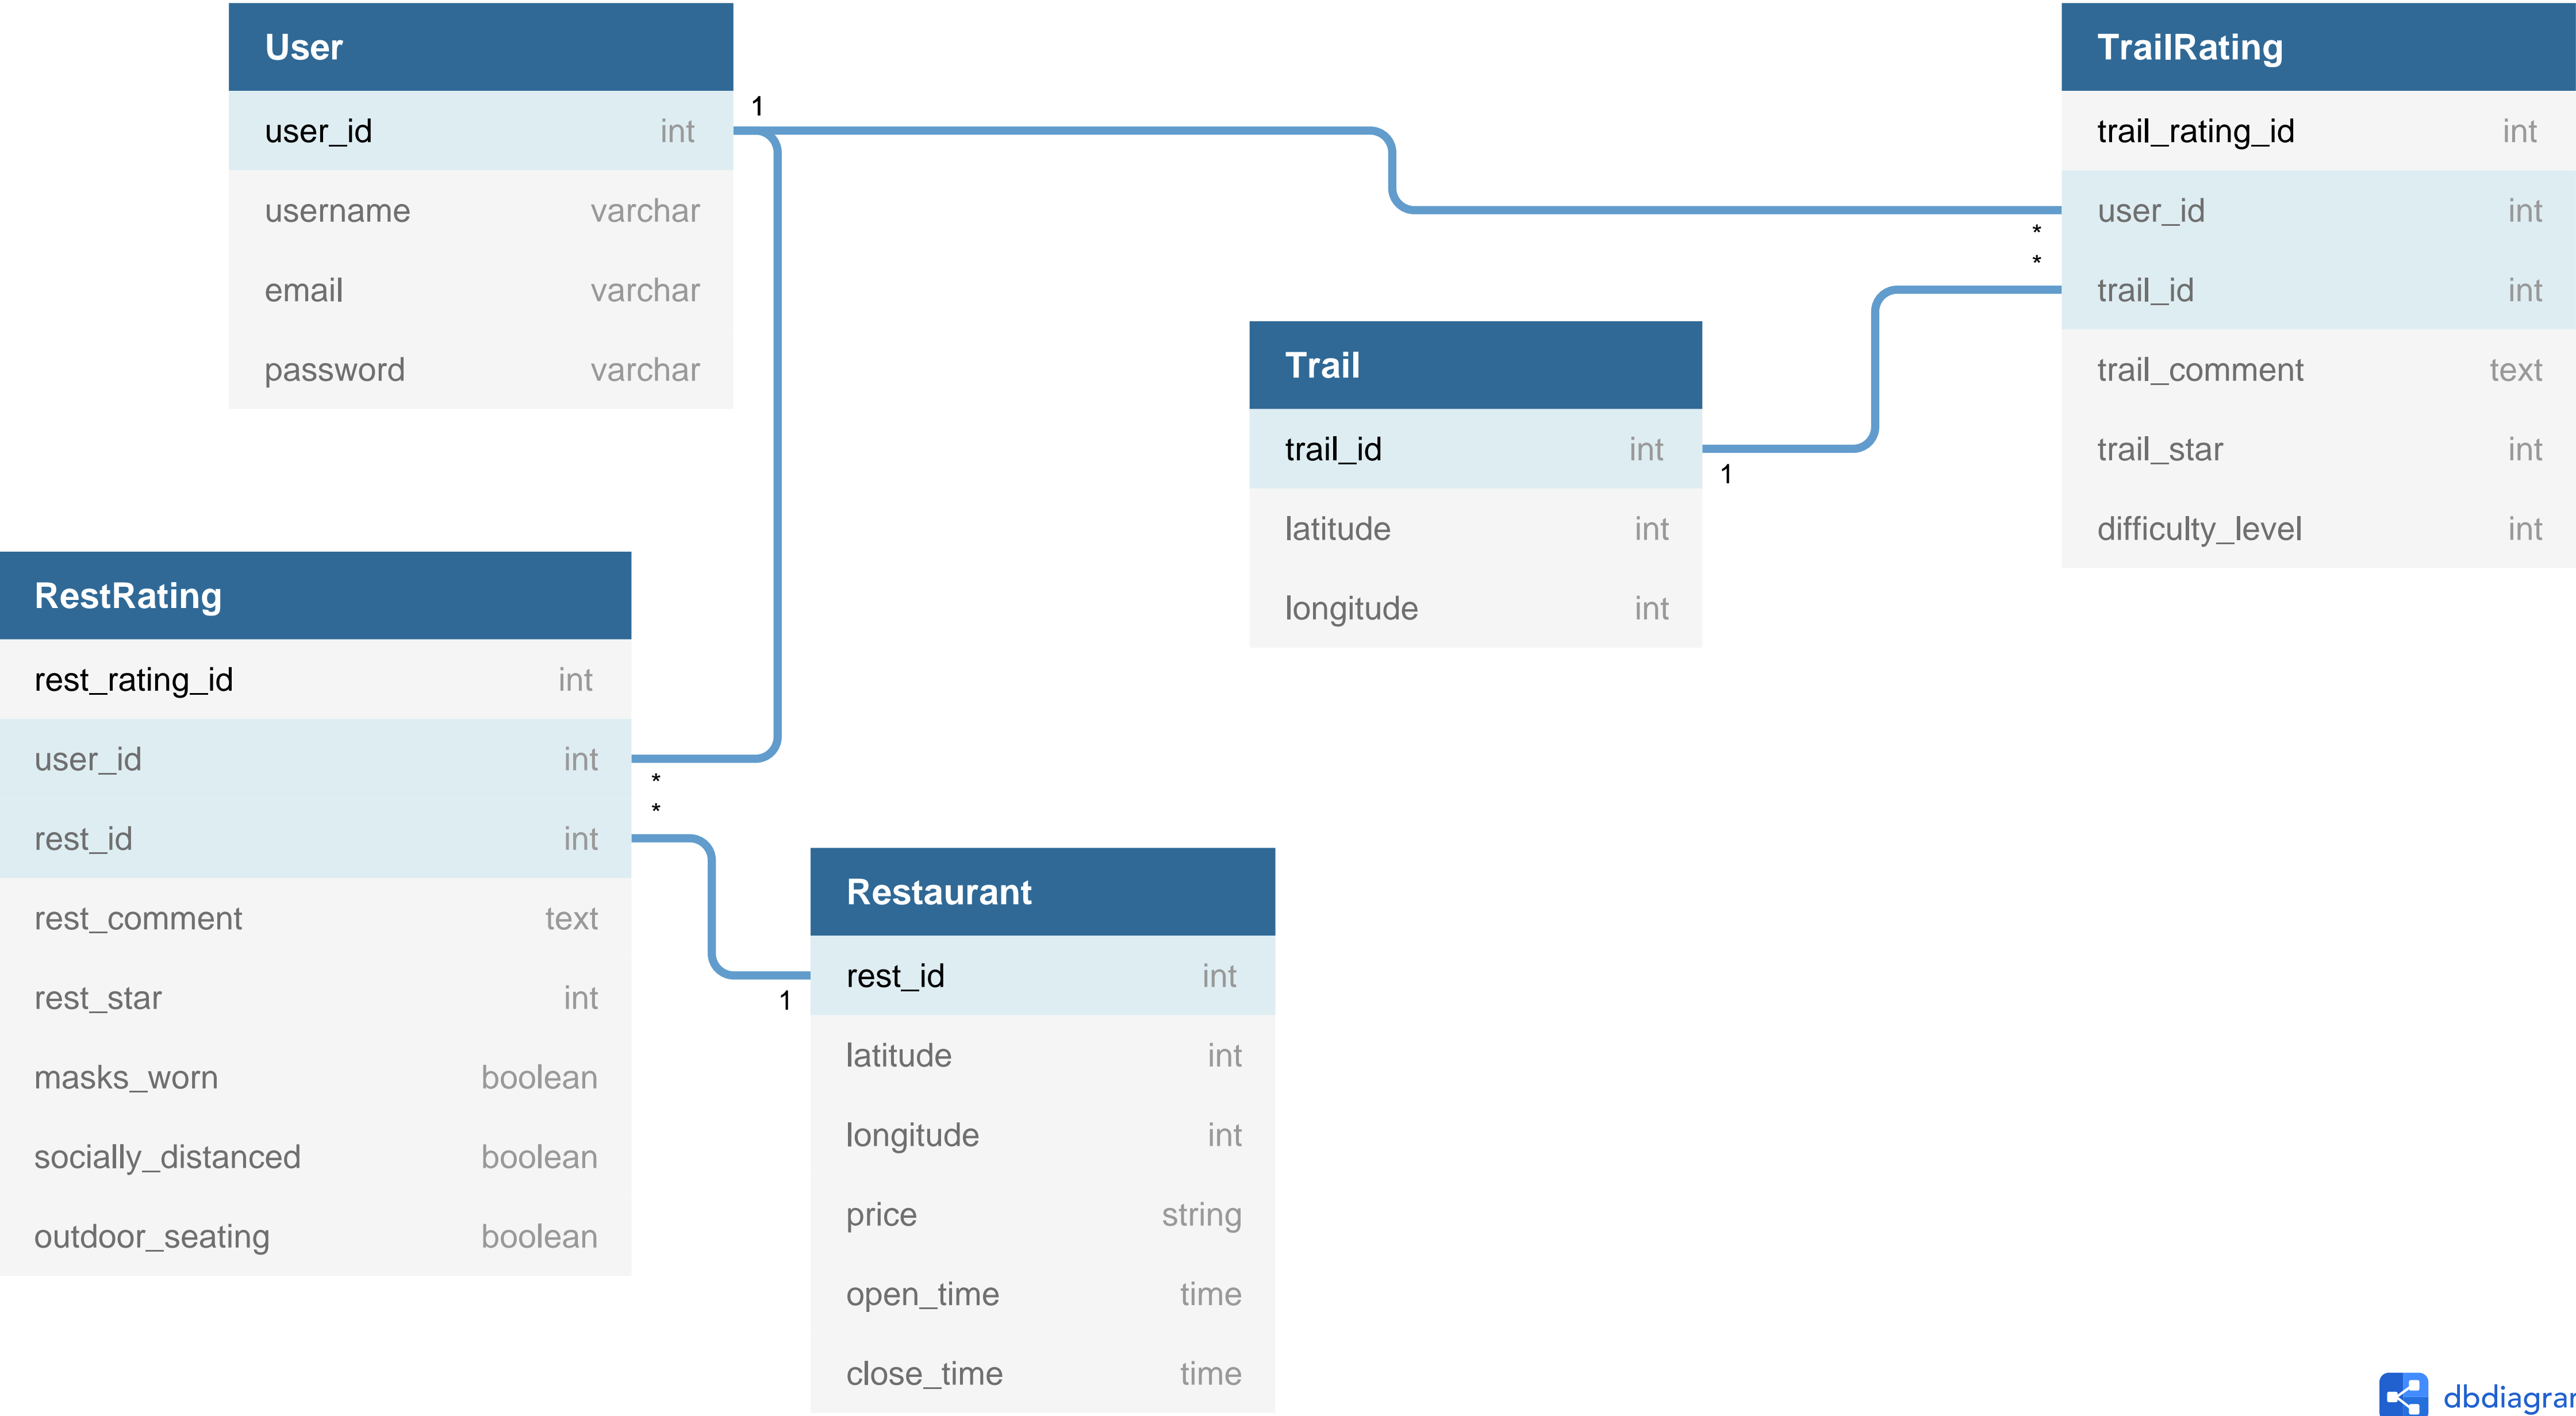 User
user_id int
username varchar
email varchar
password varchar
1
TrailRating
trail_rating_id int
user_id int
trail_id int
trail_comment text
trail_star int
difficulty_level int
*
*
Trail
trail_id int
latitude int
longitude int
1
RestRating
rest_rating_id int
user_id int
rest_id int
rest_comment text
rest_star int
masks_worn boolean
socially_distanced boolean
outdoor_seating boolean
*
*
1
Restaurant
rest_id int
latitude int
longitude int
price string
open_time time
close_time time